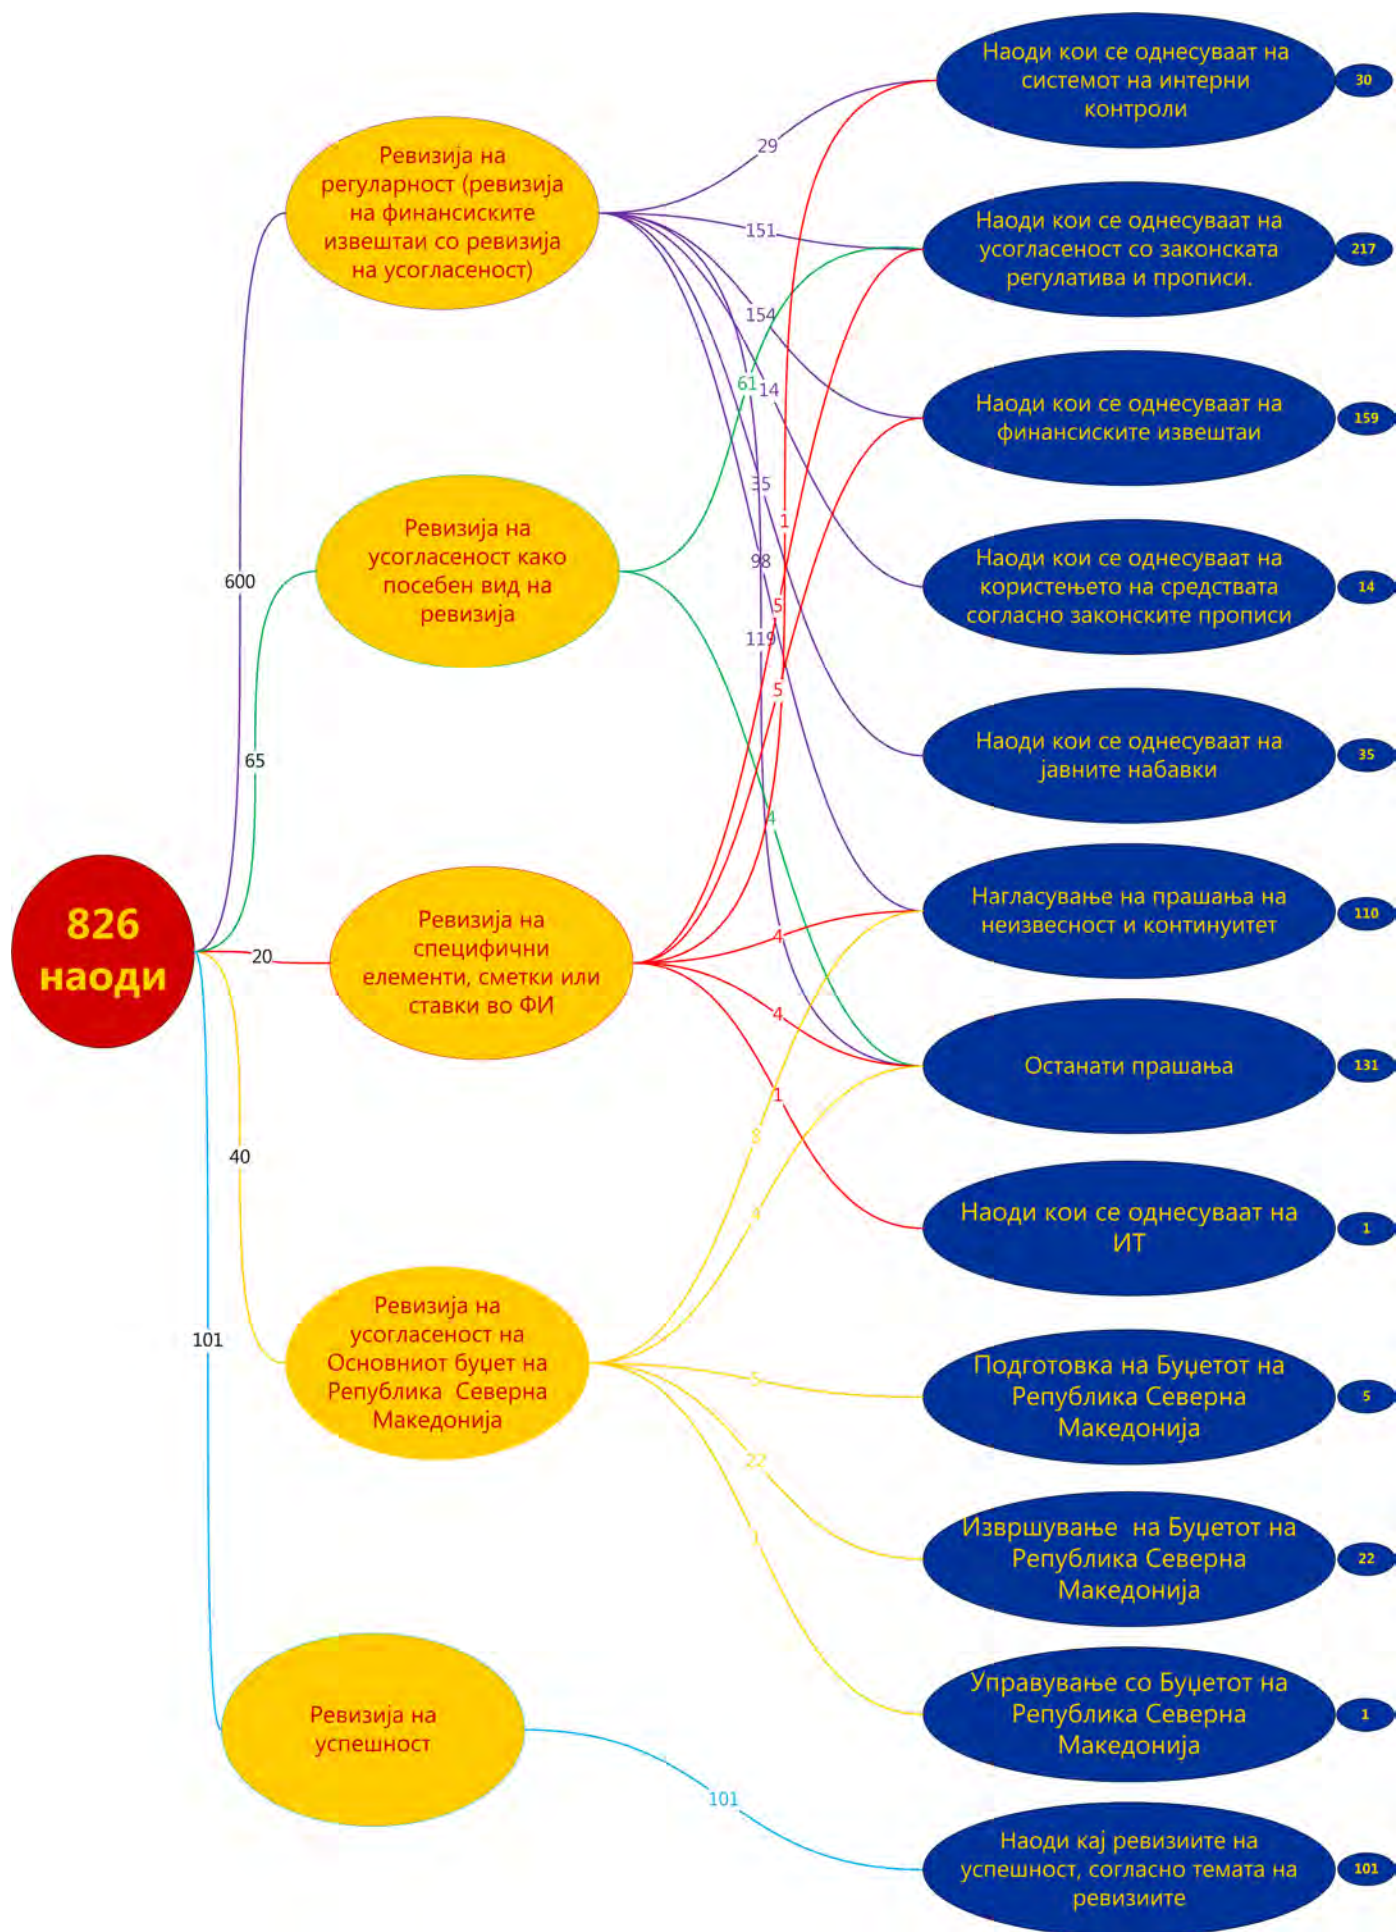 826
наоди
600
65
20
40
101
Ревизија на
регуларност (ревизија
на финансиските
извештаи со ревизија
на усогласеност)
Ревизија на
усогласеност како
посебен вид на
ревизија
Ревизија на
специфични
елементи, сметки или
ставки во ФИ
Ревизија на
усогласеност на
Основниот буџет на
Република Северна
Македонија
Ревизија на
успешност
29
151
154
14
61
35
98
119
1
5
5
4
4
4
1
8
4
5
22
1
101
Наоди кои се однесуваат на
системот на интерни
контроли
30
Наоди кои се однесуваат на
усогласеност со законската
регулатива и прописи.
217
Наоди кои се однесуваат на
финансиските извештаи
159
Наоди кои се однесуваат на
користењето на средствата
согласно законските прописи
14
Наоди кои се однесуваат на
јавните набавки
35
Нагласување на прашања на
неизвесност и континуитет
110
Останати прашања
131
Наоди кои се однесуваат на
ИТ
1
Подготовка на Буџетот на
Република Северна
Македонија
5
Извршување на Буџетот на
Република Северна
Македонија
22
Управување со Буџетот на
Република Северна
Македонија
1
Наоди кај ревизиите на
успешност, согласно темата на
ревизиите
101